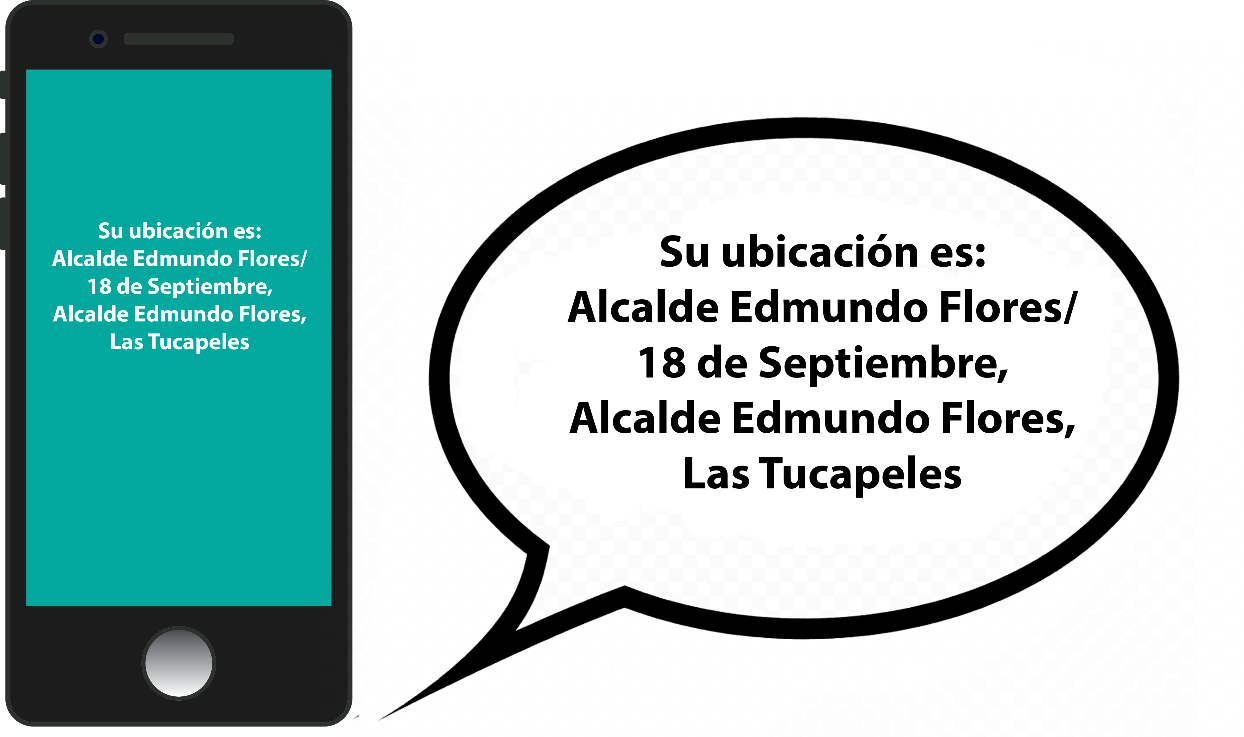 Su ubicación es:
Alcalde Edmundo Flores/
18 de Septiembre,
Alcalde Edmundo Flores,
Las Tucapeles
Su ubicación es:
Alcalde Edmundo Flores/
18 de Septiembre,
Alcalde Edmundo Flores,
Las Tucapeles